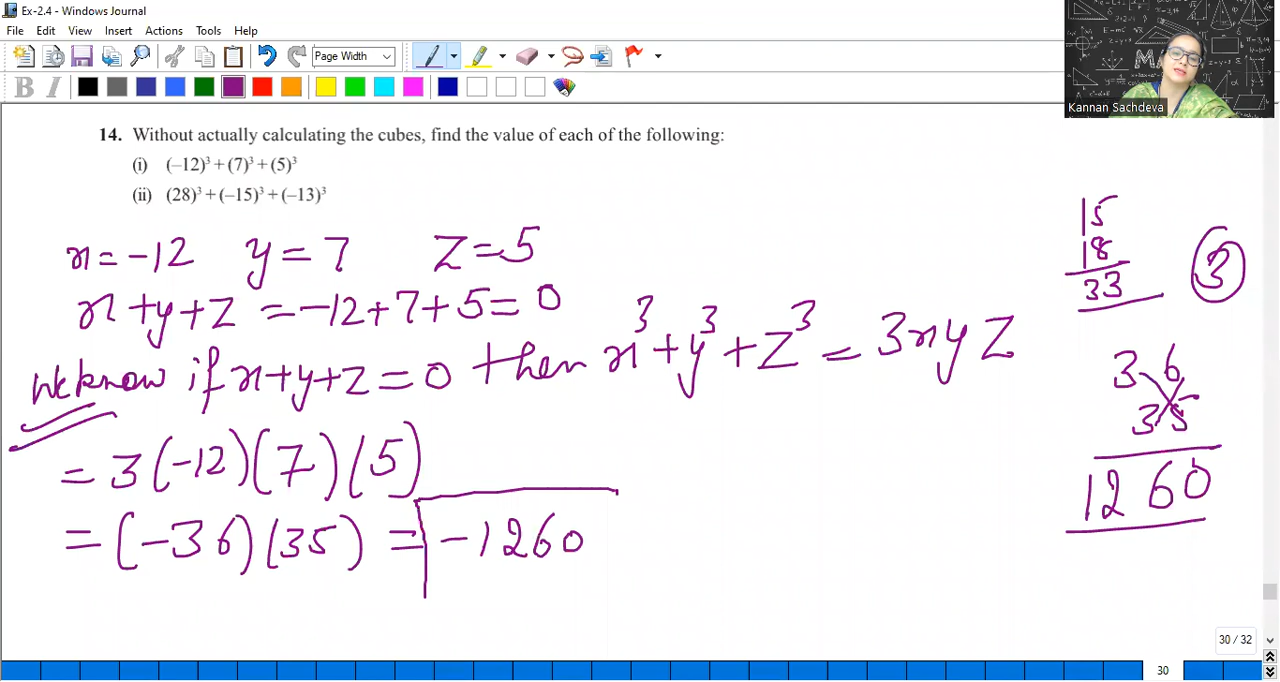 Ex-2.4 - Windows Journal
File Edit View Insert Actions Tools Help
Page Width
B I
Kannan Sachdeva
14. Without actually calculating the cubes, find the value of each of the following:
(i) (–12)³ + (7)³ + (5)³
(ii) (28)³ + (–15)³ + (–13)³
x = -12 y = 7 z = 5
x + y + z = -12 + 7 + 5 = 0
We know if x + y + z = 0 then x³ + y³ + z³ = 3xyz
= 3(-12)(7)(5)
= (-36)(35) = -1260
15
18
33
3
36
35
1260
30 / 32
30